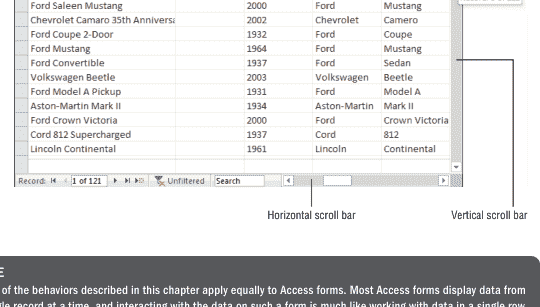 Ford Saleen Mustang 2000 Ford Mustang
Chevrolet Camaro 35th Anniversa 2002 Chevrolet Camero
Ford Coupe 2-Door 1932 Ford Coupe
Ford Mustang 1964 Ford Mustang
Ford Convertible 1937 Ford Sedan
Volkswagen Beetle 2003 Volkswagen Beetle
Ford Model A Pickup 1931 Ford Model A
Aston-Martin Mark II 1934 Aston-Martin Mark II
Ford Crown Victoria 2000 Ford Crown Victoria
Cord 812 Supercharged 1937 Cord 812
Lincoln Continental 1961 Lincoln Continental
Record: 1 of 121 Unfiltered Search
Horizontal scroll bar Vertical scroll bar
E
of the behaviors described in this chapter apply equally to Access forms. Most Access forms display data from
gle record at a time, and interacting with the data on such a form is much like working with data in a single row